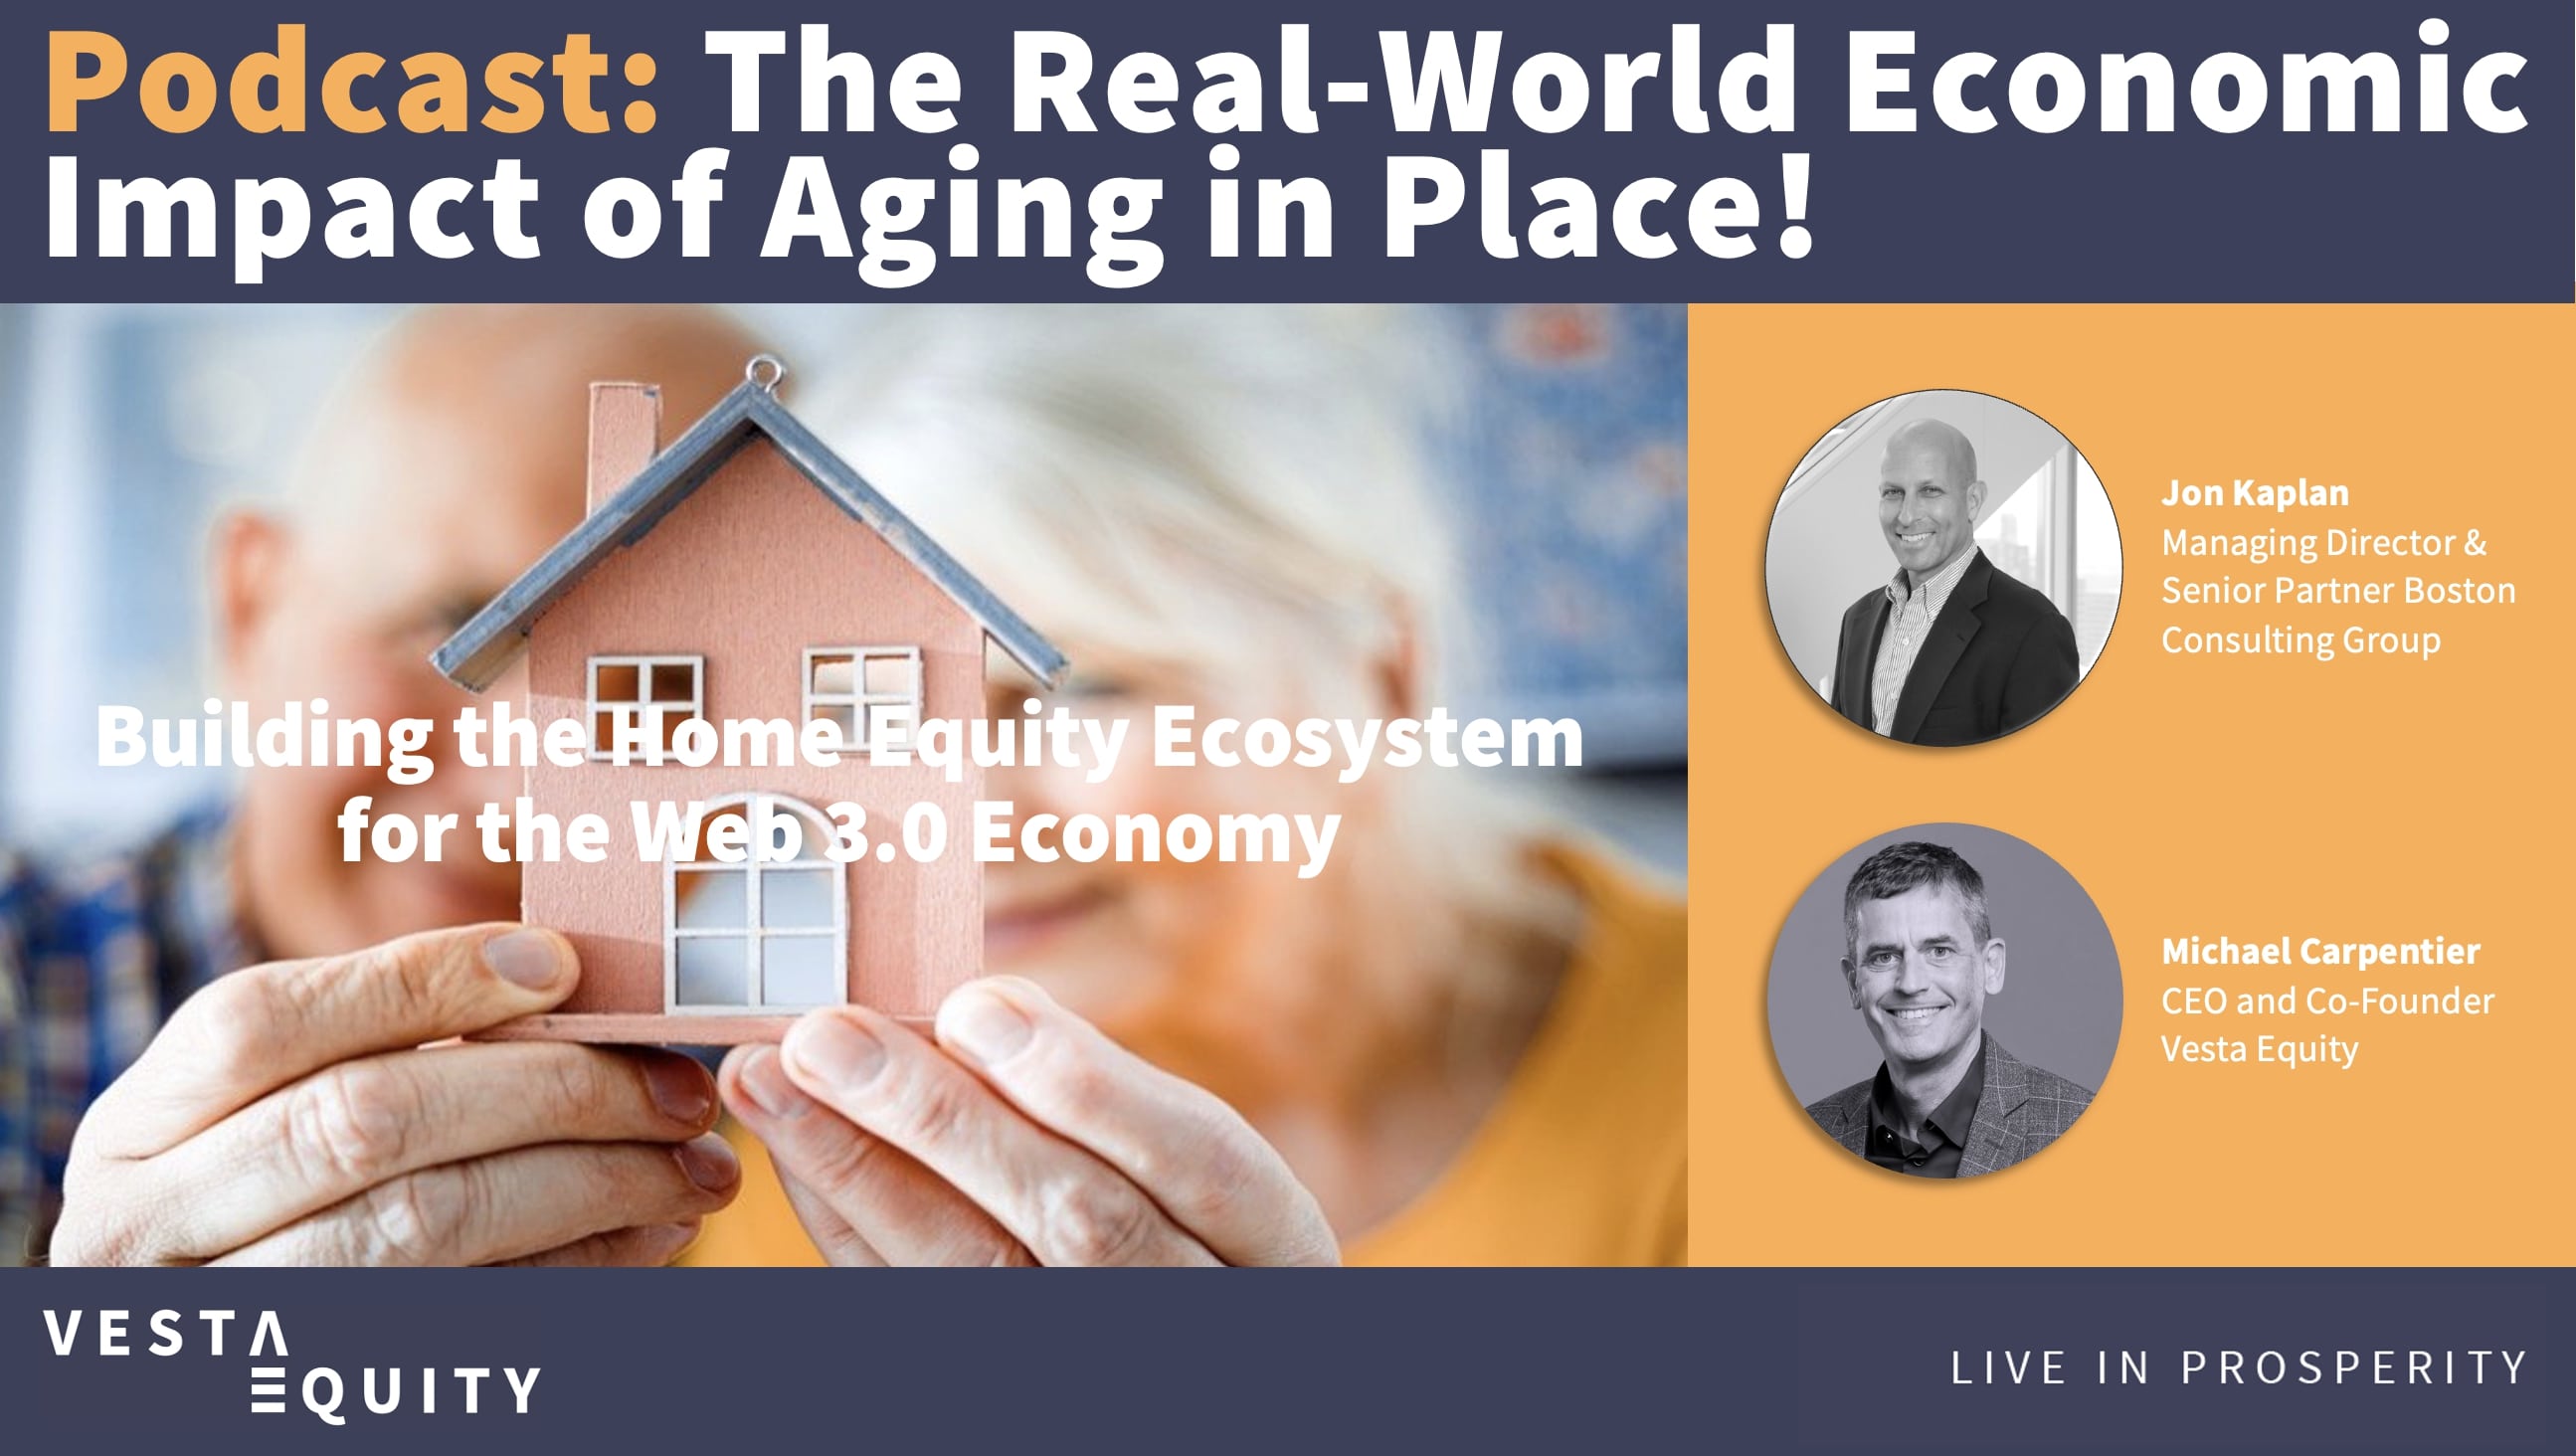 Podcast: The Real-World Economic
Impact of Aging in Place!
Building the Home Equity Ecosystem
for the Web 3.0 Economy
Jon Kaplan
Managing Director &
Senior Partner Boston
Consulting Group
Michael Carpentier
CEO and Co-Founder
Vesta Equity
VESTA
EQUITY
LIVE IN PROSPERITY